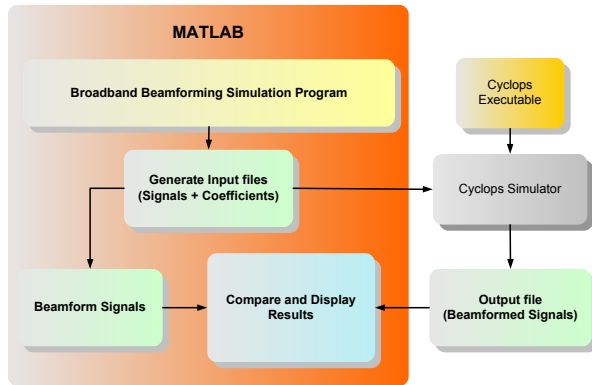 MATLAB
Broadband Beamforming Simulation Program
Cyclops
Executable
Generate Input files
(Signals + Coefficients)
Cyclops Simulator
Beamform Signals
Compare and Display
Results
Output file
(Beamformed Signals)